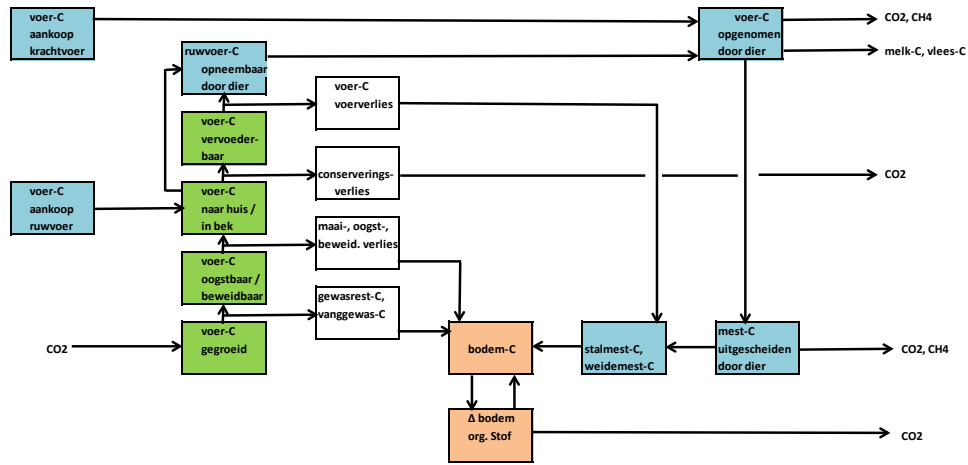 voer-C
aankoop
krachtvoer
voer-C
opgenomen
door dier
CO2, CH4
melk-C, vlees-C
ruwvoer-C
opneembaar
door dier
voer-C
voerverlies
voer-C
vervoeder-
baar
conserverings-
verlies
CO2
voer-C
aankoop
ruwvoer
voer-C
naar huis /
in bek
maai-, oogst-,
beweid. verlies
voer-C
oogstbaar /
beweidbaar
gewasrest-C,
vanggewas-C
CO2
voer-C
gegroeid
bodem-C
stalmest-C,
weidemest-C
mest-C
uitgescheiden
door dier
CO2, CH4
Δ bodem
org. Stof
CO2